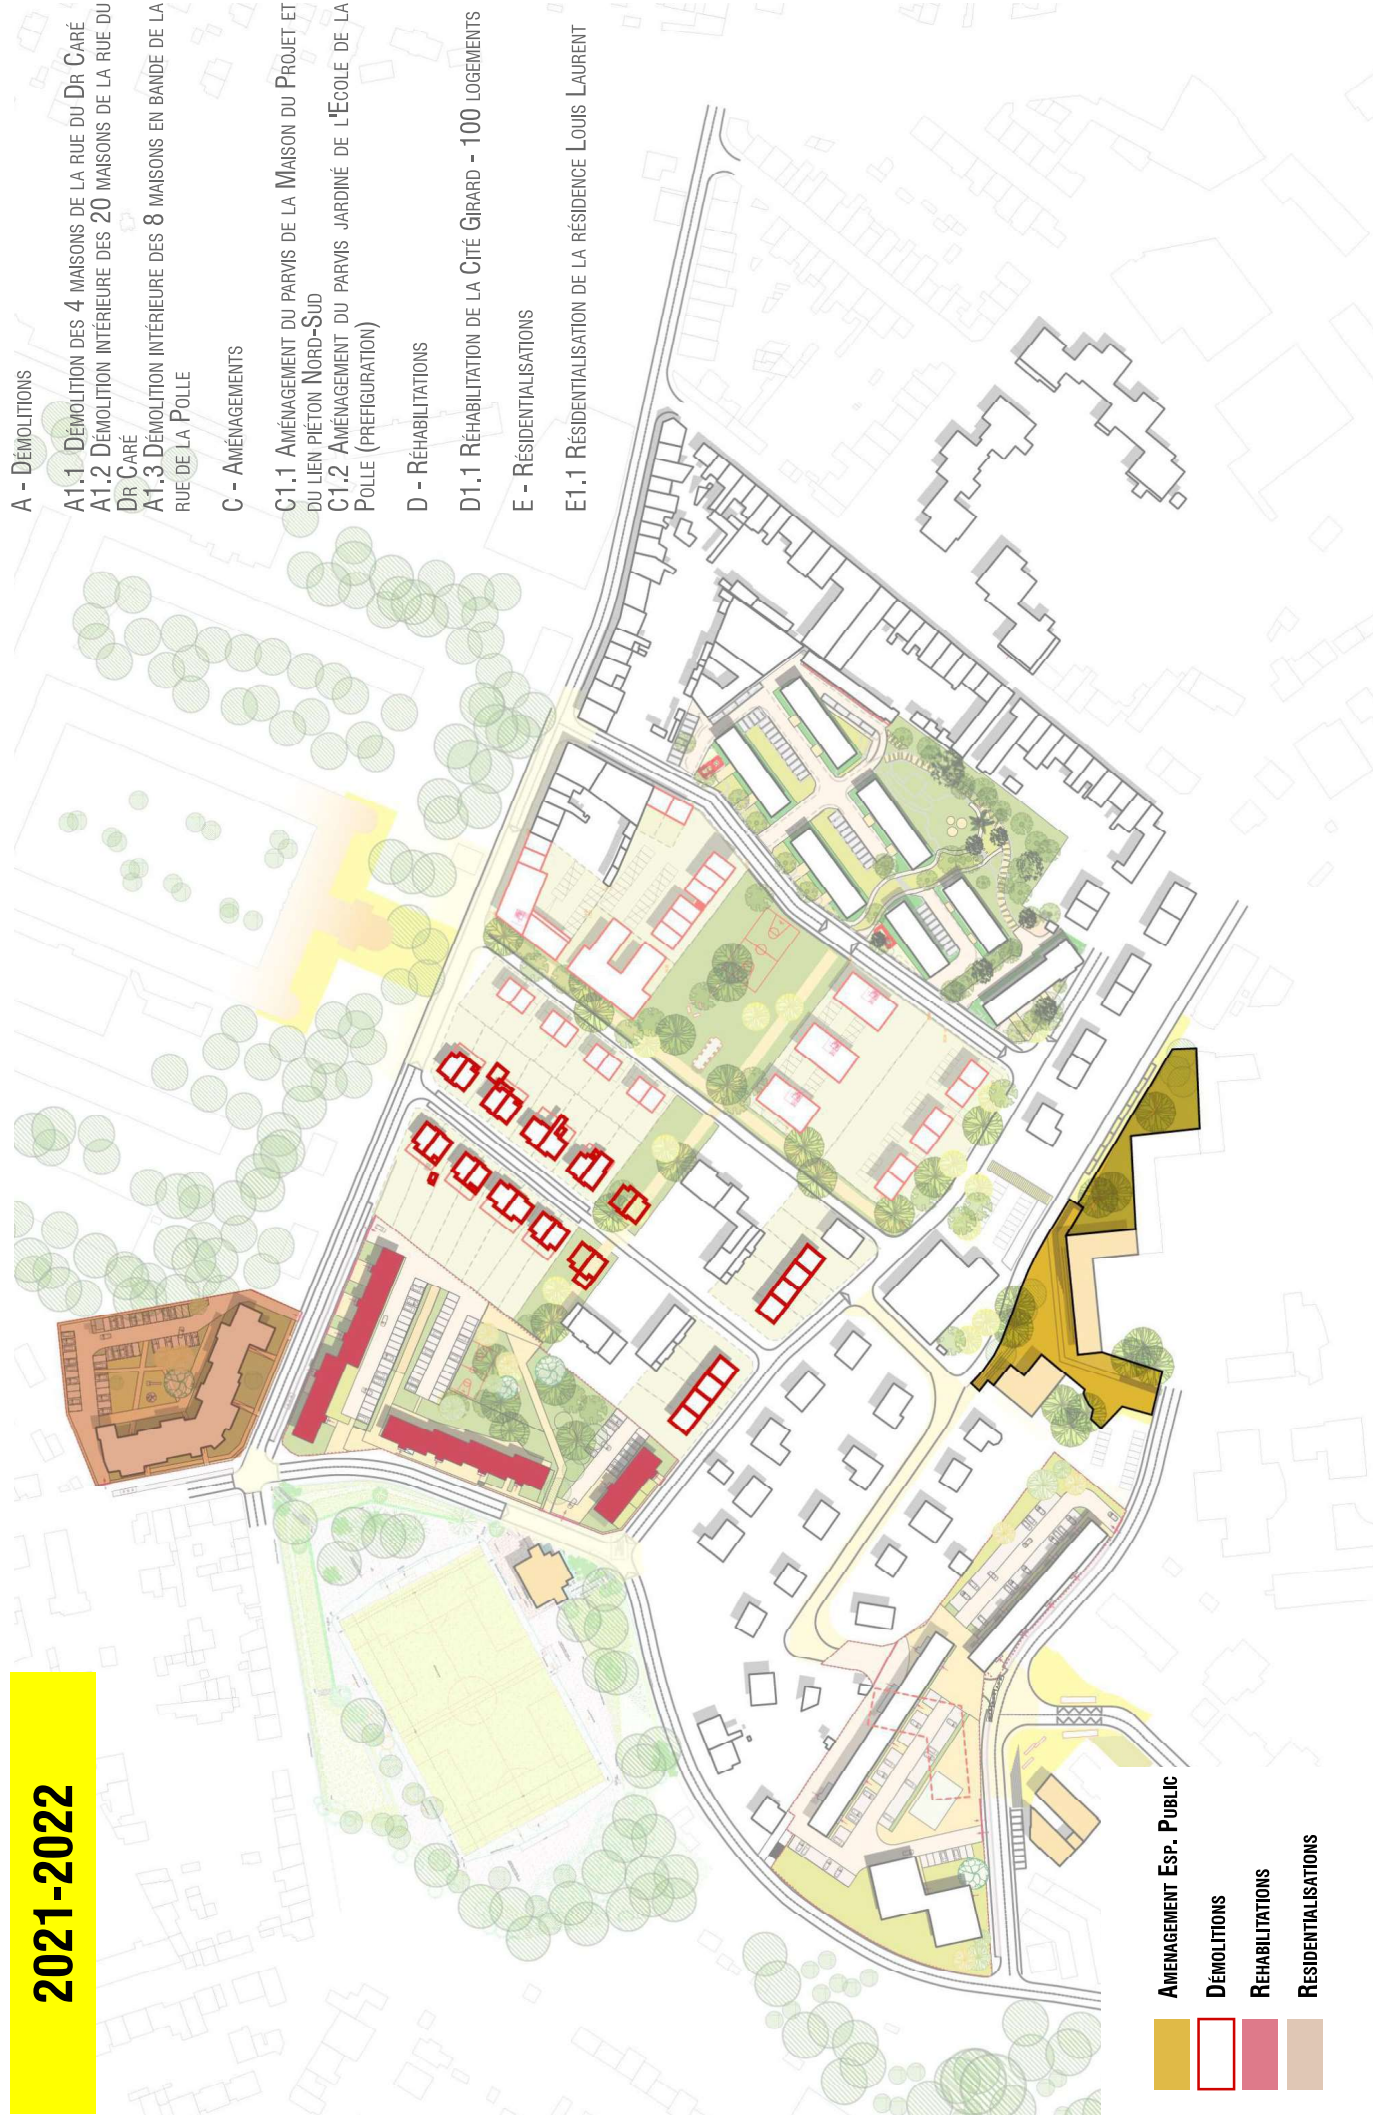 2021-2022
A - Démolitions
A1.1 Démolition des 4 maisons de la rue du Dr Caré
A1.2 Démolition intérieure des 20 maisons de la rue du
Dr Caré
A1.3 Démolition intérieure des 8 maisons en bande de la
rue de la Polle
C - Aménagements
C1.1 Aménagement du parvis de la Maison du Projet et
du lien piéton Nord-Sud
C1.2 Aménagement du parvis jardiné de l'Ecole de la
Polle (prefiguration)
D - Réhabilitations
D1.1 Réhabilitation de la Cité Girard - 100 logements
E - Résidentialisations
E1.1 Résidentialisation de la résidence Louis Laurent
Amenagement Esp. Public
Démolitions
Rehabilitations
Residentialisations